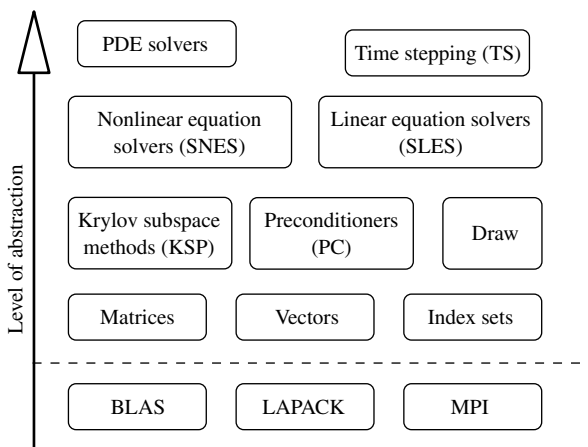 PDE solvers
Time stepping (TS)
Nonlinear equation
solvers (SNES)
Linear equation solvers
(SLES)
Krylov subspace
methods (KSP)
Preconditioners
(PC)
Draw
Matrices
Vectors
Index sets
BLAS
LAPACK
MPI
Level of abstraction